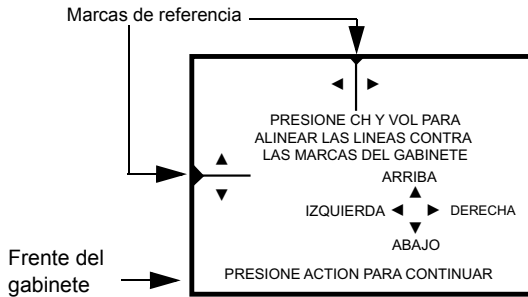 Marcas de referencia
PRESIONE CH Y VOL PARA
ALINEAR LAS LINEAS CONTRA
LAS MARCAS DEL GABINETE
ARRIBA
IZQUIERDA
DERECHA
ABAJO
Frente del
gabinete
PRESIONE ACTION PARA CONTINUAR